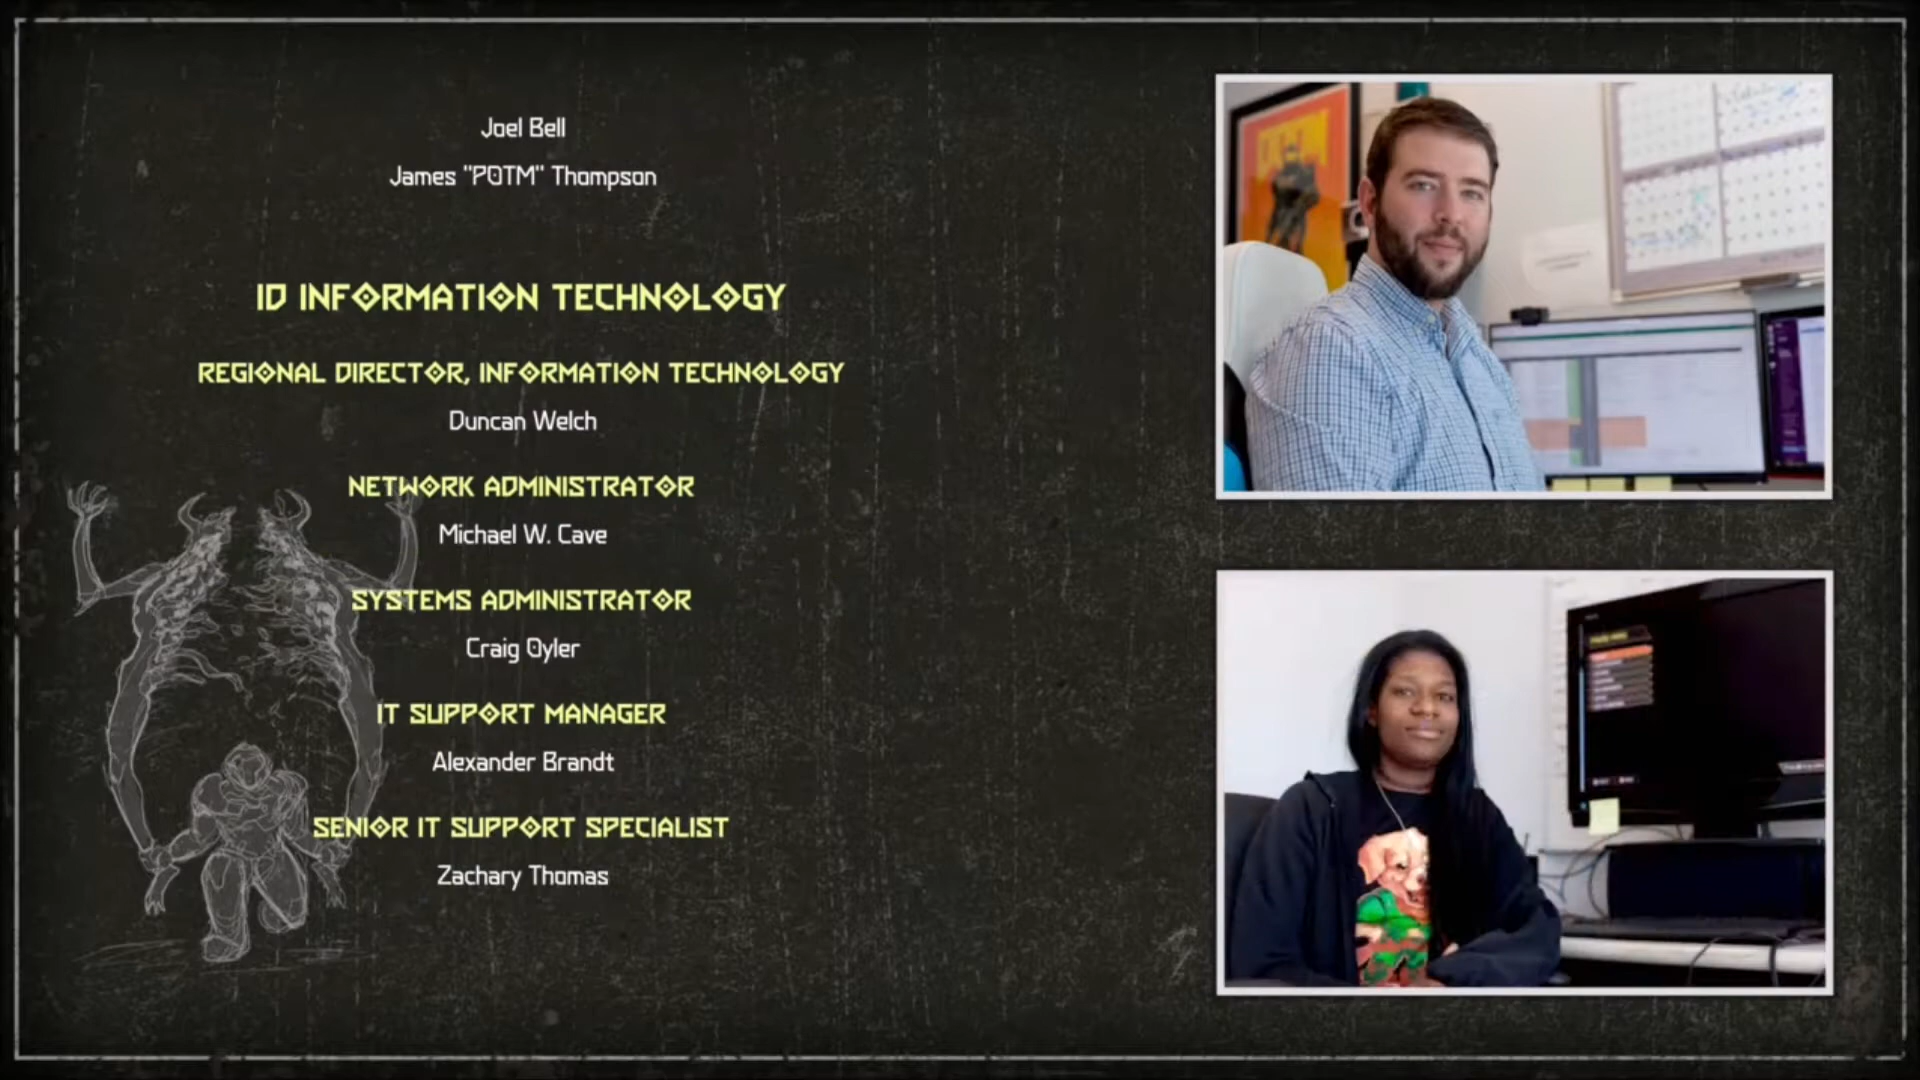 Joel Bell
James "POTM" Thompson
ID INFORMATION TECHNOLOGY
REGIONAL DIRECTOR, INFORMATION TECHNOLOGY
Duncan Welch
NETWORK ADMINISTRATOR
Michael W. Cave
SYSTEMS ADMINISTRATOR
Craig Oyler
IT SUPPORT MANAGER
Alexander Brandt
SENIOR IT SUPPORT SPECIALIST
Zachary Thomas